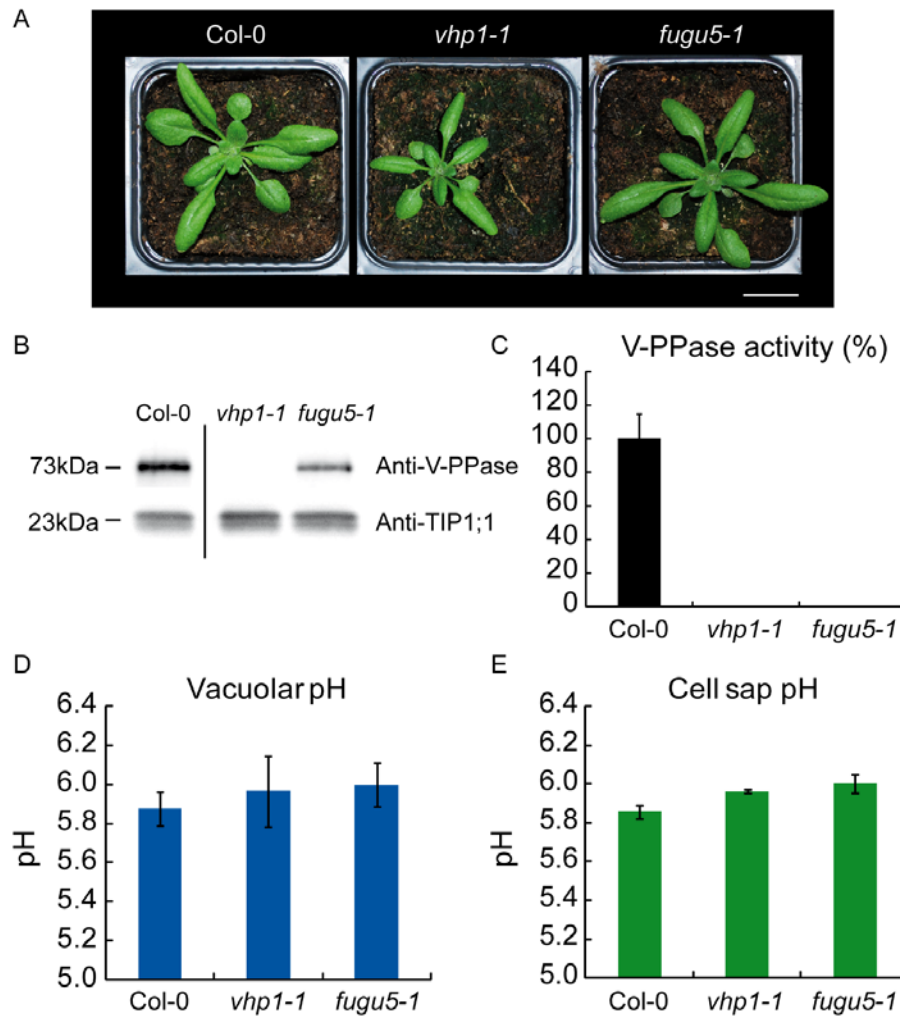 A
Col-0 vhp1-1 fugu5-1
B
Col-0 vhp1-1 fugu5-1
73kDa Anti-V-PPase
23kDa Anti-TIP1;1
C
V-PPase activity (%)
140
120
100
80
60
40
20
0
Col-0 vhp1-1 fugu5-1
D
Vacuolar pH
6.4
6.2
6.0
5.8
5.6
5.4
5.2
5.0
pH
Col-0 vhp1-1 fugu5-1
E
Cell sap pH
6.4
6.2
6.0
5.8
5.6
5.4
5.2
5.0
pH
Col-0 vhp1-1 fugu5-1